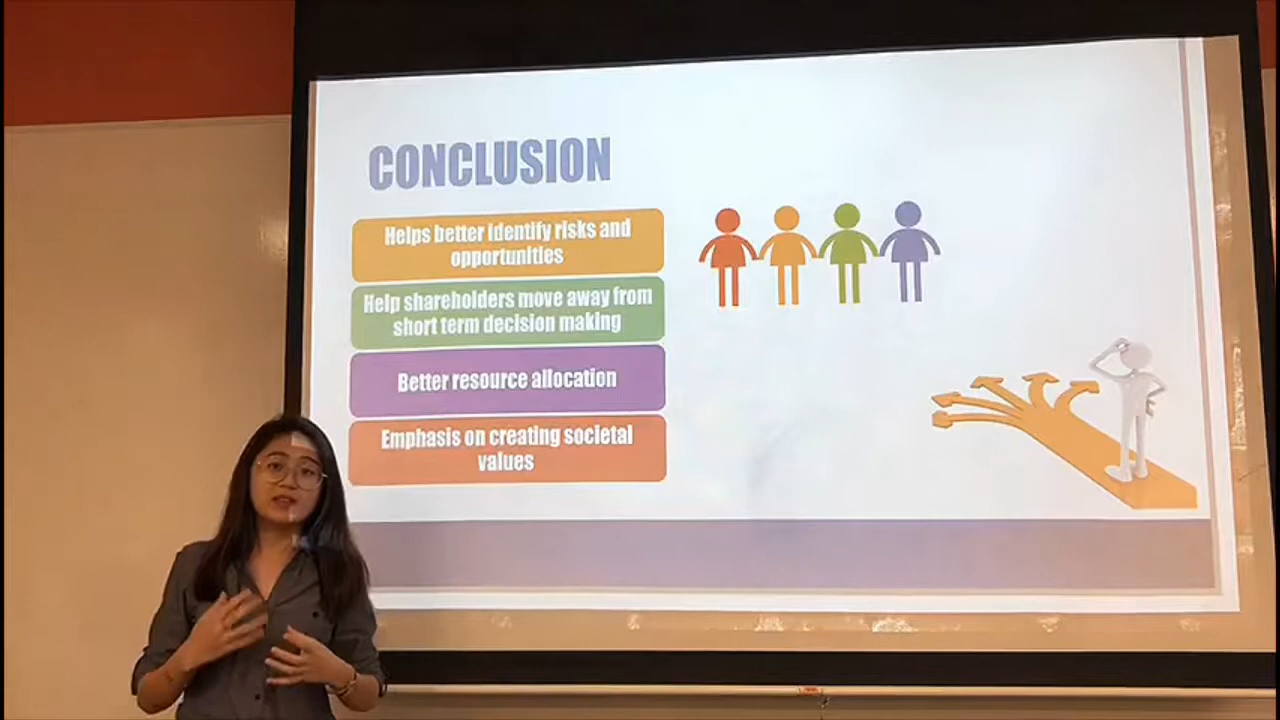 CONCLUSION
Helps better identify risks and
opportunities
Help shareholders move away from
short term decision making
Better resource allocation
Emphasis on creating societal
values